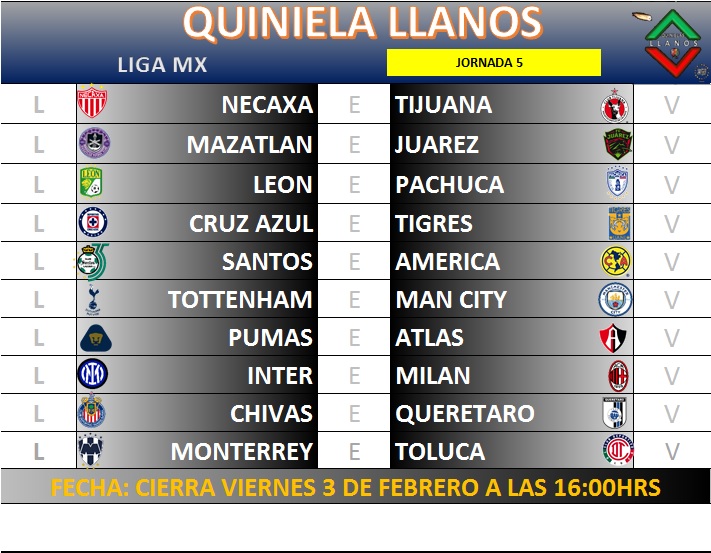 QUINIELA LLANOS
LLANOS
LIGA MX JORNADA 5
L NECAXA E TIJUANA V
L MAZATLAN E JUAREZ V
L LEON E PACHUCA V
L CRUZ AZUL E TIGRES V
L SANTOS E AMERICA V
L TOTTENHAM E MAN CITY V
L PUMAS E ATLAS V
L INTER E MILAN V
L CHIVAS E QUERETARO V
L MONTERREY E TOLUCA V
FECHA: CIERRA VIERNES 3 DE FEBRERO A LAS 16:00HRS